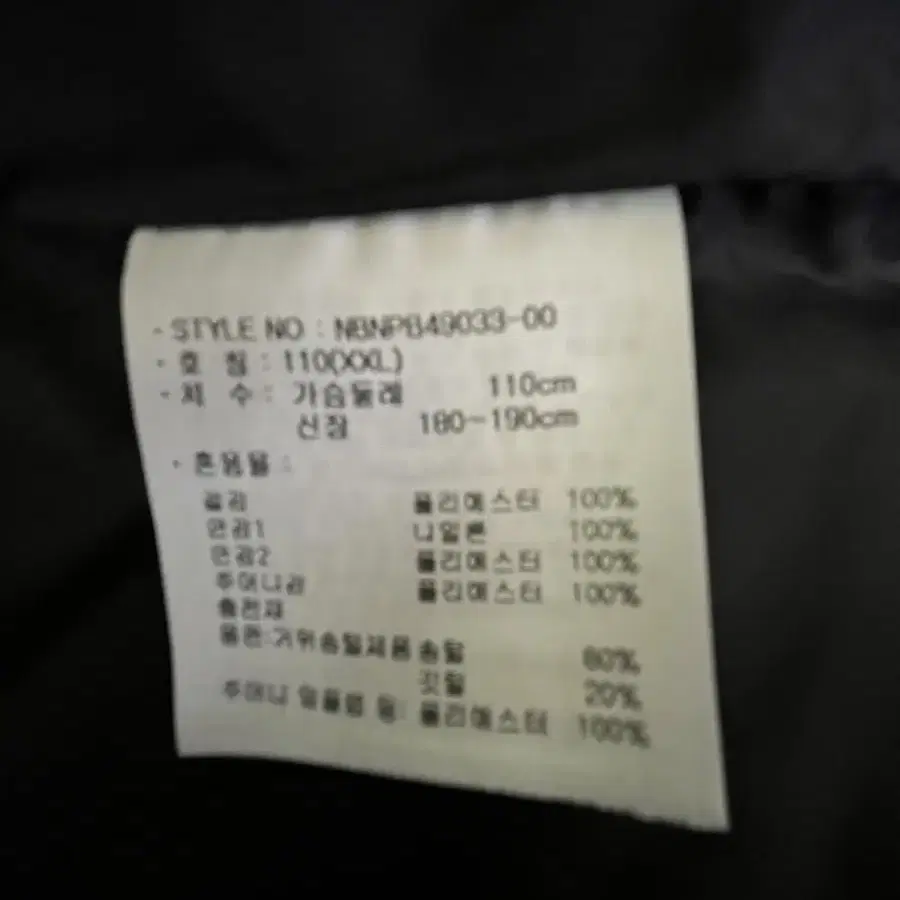 · STYLE NO : NBNPB49033-00
· 호 칭 : 110(XXL)
· 치 수 : 가슴둘레 110cm
신장 180~190cm
· 혼용율 :
겉감 폴리에스터 100%
안감1 나일론 100%
안감2 폴리에스터 100%
주머니감 폴리에스터 100%
충전재
몸판:거위솜털제품 솜털 80%
깃털 20%
주머니 웰 등: 폴리에스터 100%